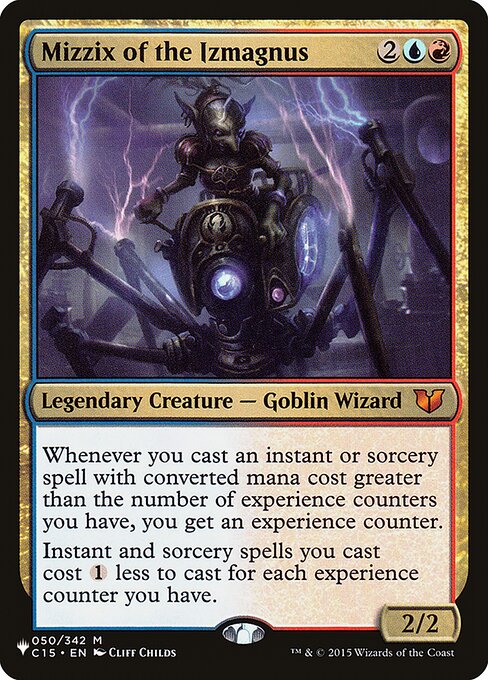 Mizzix of the Izmagnus 2
Legendary Creature — Goblin Wizard
Whenever you cast an instant or sorcery
spell with converted mana cost greater
than the number of experience counters
you have, you get an experience counter.
Instant and sorcery spells you cast
cost 1 less to cast for each experience
counter you have.
2/2
050/342 M
C15 • EN Cliff Childs
™ & © 2015 Wizards of the Coast